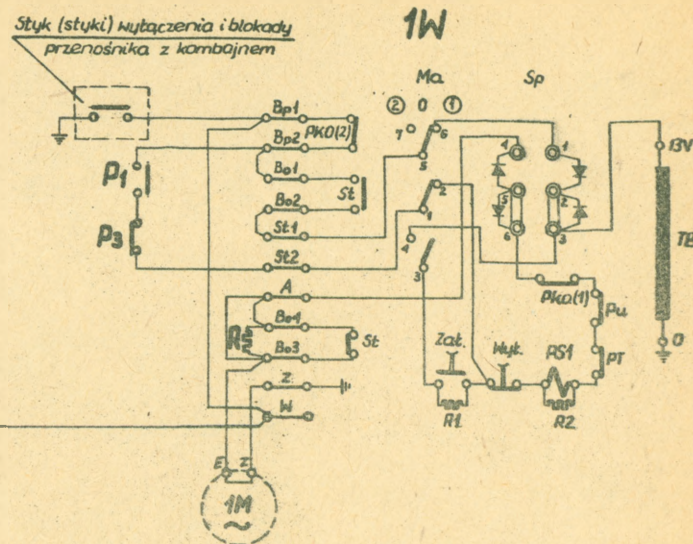 1W
Styk (styki) wyłączenia i blokady
przenośnika z kombajnem
Ma Sp
2 0 1
Bp1
PKO(2)
7 6
5
4 1
13V
Bp2
P1
Bo1
St
2
5 2
Bo2
1
P3
St1
4
6 3
TB
St2
3
A
PKO(1)
Pu
Bo4
R5
St
Zał.
Wył.
PS1
PT
0
Bo3
Z
R1
R2
W
E Z
1M